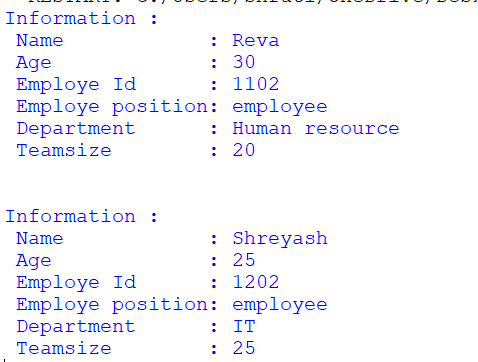 Information :
Name : Reva
Age : 30
Employe Id : 1102
Employe position: employee
Department : Human resource
Teamsize : 20
Information :
Name : Shreyash
Age : 25
Employe Id : 1202
Employe position: employee
Department : IT
Teamsize : 25